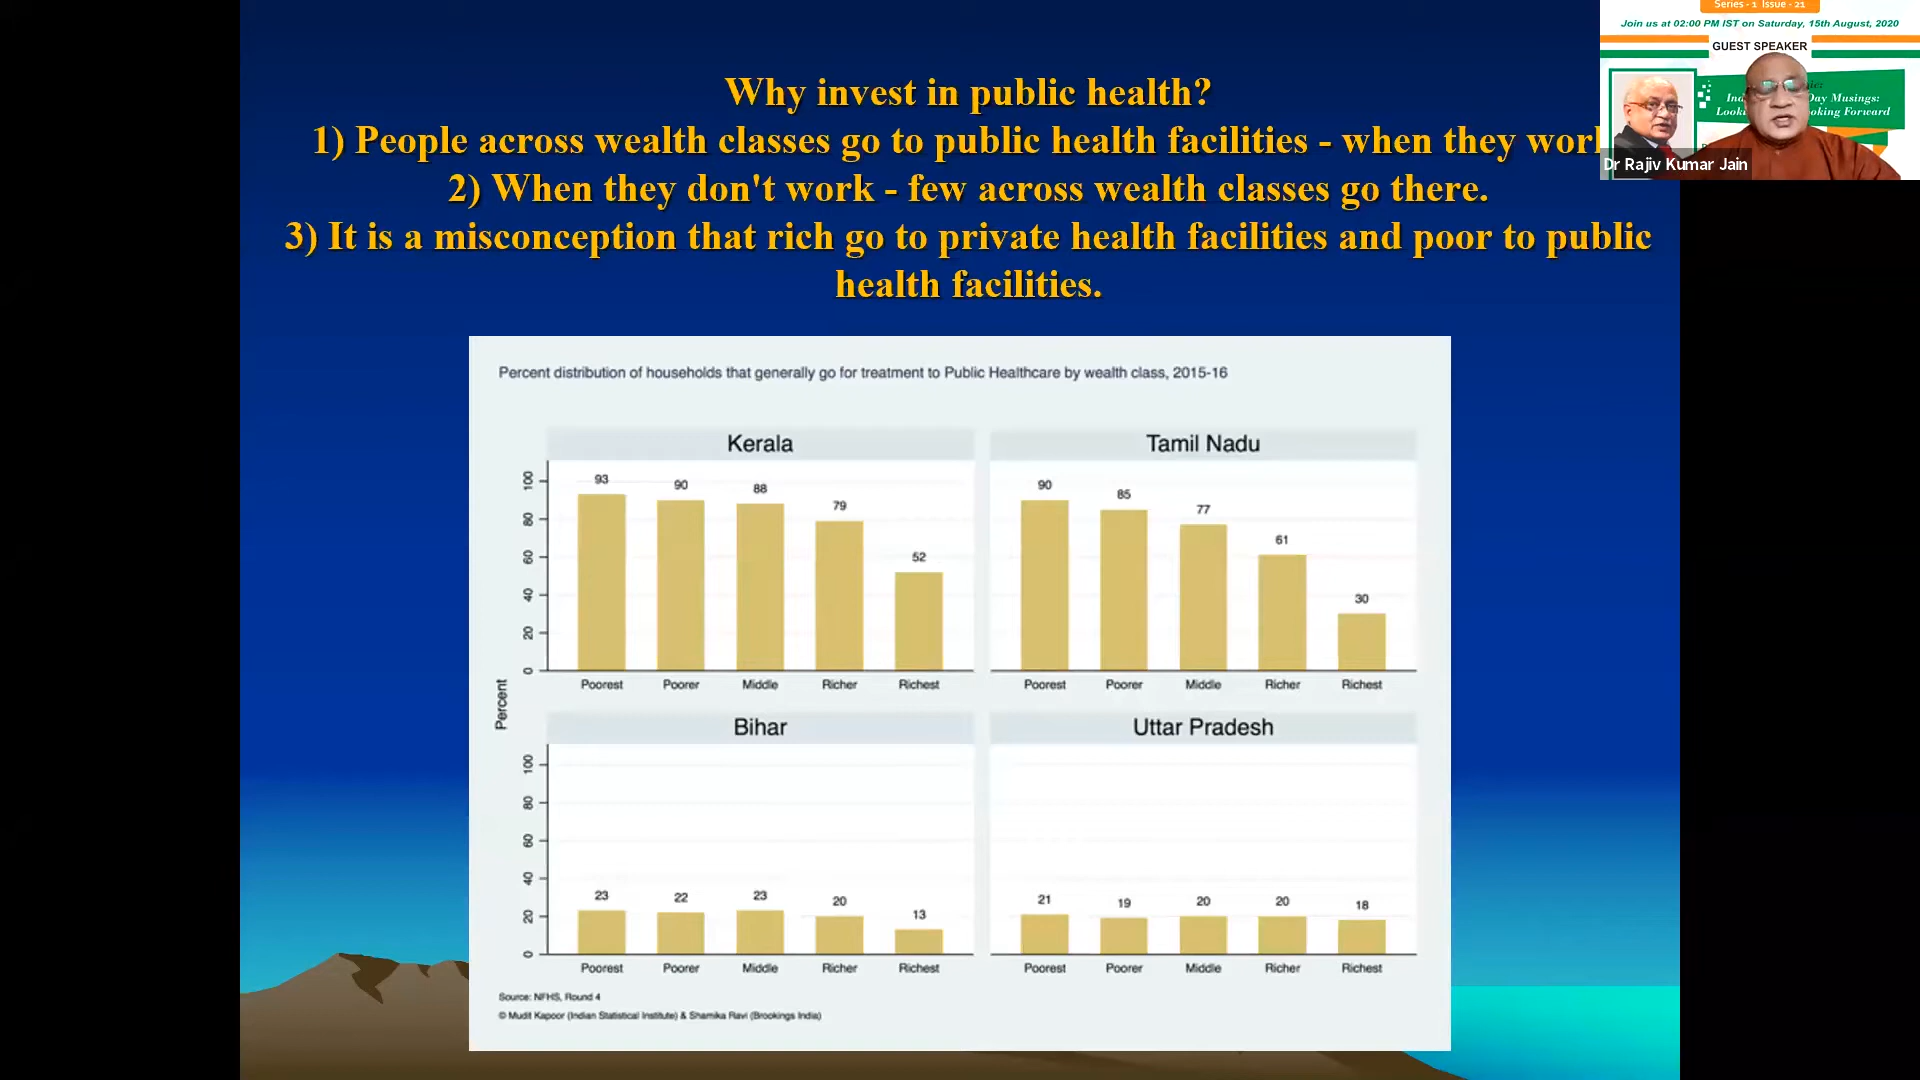 Why invest in public health?
1) People across wealth classes go to public health facilities - when they work
2) When they don't work - few across wealth classes go there.
3) It is a misconception that rich go to private health facilities and poor to public
health facilities.
Series - 1 Issue - 21
Join us at 02:00 PM IST on Saturday, 15th August, 2020
GUEST SPEAKER
Day Musings:
Forward
Dr Rajiv Kumar Jain
Percent distribution of households that generally go for treatment to Public Healthcare by wealth class, 2015-16
Percent
Kerala
100
80
60
40
20
0
93
90
88
79
52
Poorest
Poorer
Middle
Richer
Richest
Tamil Nadu
90
85
77
61
30
Poorest
Poorer
Middle
Richer
Richest
Bihar
100
80
60
40
20
0
23
22
23
20
13
Poorest
Poorer
Middle
Richer
Richest
Uttar Pradesh
21
19
20
20
18
Poorest
Poorer
Middle
Richer
Richest
Source: NFHS, Round 4
© Mudit Kapoor (Indian Statistical Institute) & Shamika Ravi (Brookings India)